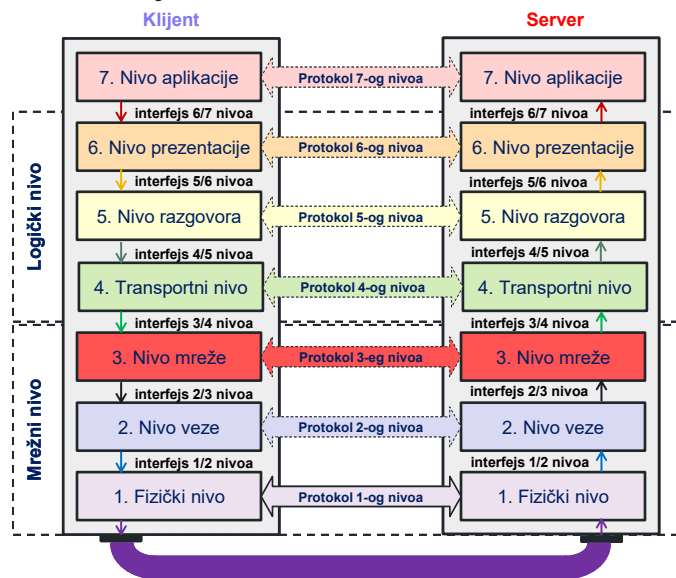 Klijent Server
7. Nivo aplikacije Protokol 7-og nivoa 7. Nivo aplikacije
interfejs 6/7 nivoa interfejs 6/7 nivoa
6. Nivo prezentacije Protokol 6-og nivoa 6. Nivo prezentacije
interfejs 5/6 nivoa interfejs 5/6 nivoa
Logički nivo
5. Nivo razgovora Protokol 5-og nivoa 5. Nivo razgovora
interfejs 4/5 nivoa interfejs 4/5 nivoa
4. Transportni nivo Protokol 4-og nivoa 4. Transportni nivo
interfejs 3/4 nivoa interfejs 3/4 nivoa
3. Nivo mreže Protokol 3-eg nivoa 3. Nivo mreže
interfejs 2/3 nivoa interfejs 2/3 nivoa
Mrežni nivo
2. Nivo veze Protokol 2-og nivoa 2. Nivo veze
interfejs 1/2 nivoa interfejs 1/2 nivoa
1. Fizički nivo Protokol 1-og nivoa 1. Fizički nivo